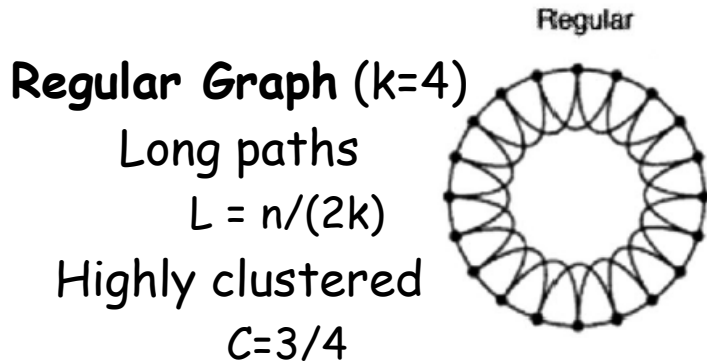 Regular
Regular Graph (k=4)
Long paths
L = n/(2k)
Highly clustered
C=3/4